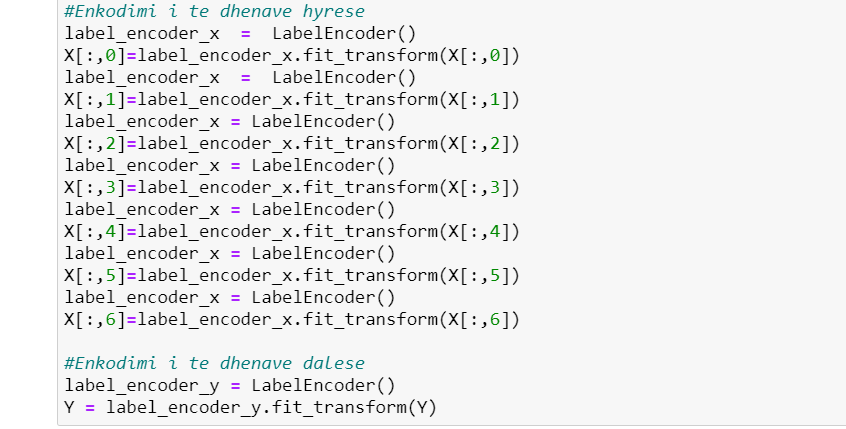 #Enkodimi i te dhenave hyrese
label_encoder_x  =  LabelEncoder()
X[:,0]=label_encoder_x.fit_transform(X[:,0])
label_encoder_x  =  LabelEncoder()
X[:,1]=label_encoder_x.fit_transform(X[:,1])
label_encoder_x = LabelEncoder()
X[:,2]=label_encoder_x.fit_transform(X[:,2])
label_encoder_x = LabelEncoder()
X[:,3]=label_encoder_x.fit_transform(X[:,3])
label_encoder_x = LabelEncoder()
X[:,4]=label_encoder_x.fit_transform(X[:,4])
label_encoder_x = LabelEncoder()
X[:,5]=label_encoder_x.fit_transform(X[:,5])
label_encoder_x = LabelEncoder()
X[:,6]=label_encoder_x.fit_transform(X[:,6])
#Enkodimi i te dhenave dalese
label_encoder_y = LabelEncoder()
Y = label_encoder_y.fit_transform(Y)